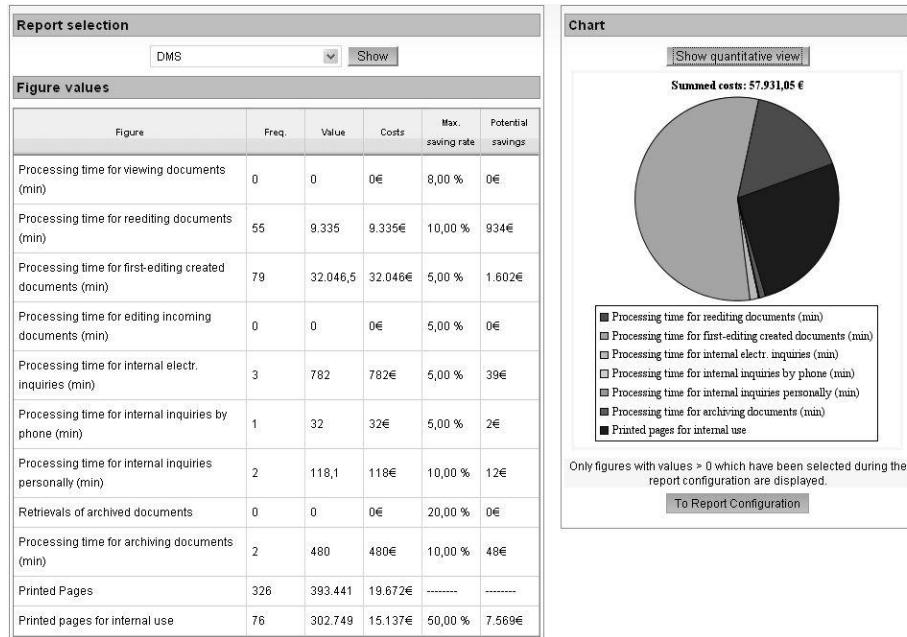 Report selection
DMS
Show
Figure values
Figure Freq. Value Costs Max. saving rate Potential savings
Processing time for viewing documents
(min) 0 0 0€ 8,00 % 0€
Processing time for reediting documents
(min) 55 9.335 9.335€ 10,00 % 934€
Processing time for first-editing created
documents (min) 79 32.046,5 32.046€ 5,00 % 1.602€
Processing time for editing incoming
documents (min) 0 0 0€ 5,00 % 0€
Processing time for internal electr.
inquiries (min) 3 782 782€ 5,00 % 39€
Processing time for internal inquiries by
phone (min) 1 32 32€ 5,00 % 2€
Processing time for internal inquiries
personally (min) 2 118,1 118€ 10,00 % 12€
Retrievals of archived documents 0 0 0€ 20,00 % 0€
Processing time for archiving documents
(min) 2 480 480€ 10,00 % 48€
Printed Pages 326 393.441 19.672€ -------- --------
Printed pages for internal use 76 302.749 15.137€ 50,00 % 7.569€
Chart
Show quantitative view
Summed costs: 57.931,05 €
Processing time for reediting documents (min)
Processing time for first-editing created documents (min)
Processing time for internal electr. inquiries (min)
Processing time for internal inquiries by phone (min)
Processing time for internal inquiries personally (min)
Processing time for archiving documents (min)
Printed pages for internal use
Only figures with values > 0 which have been selected during the
report configuration are displayed.
To Report Configuration